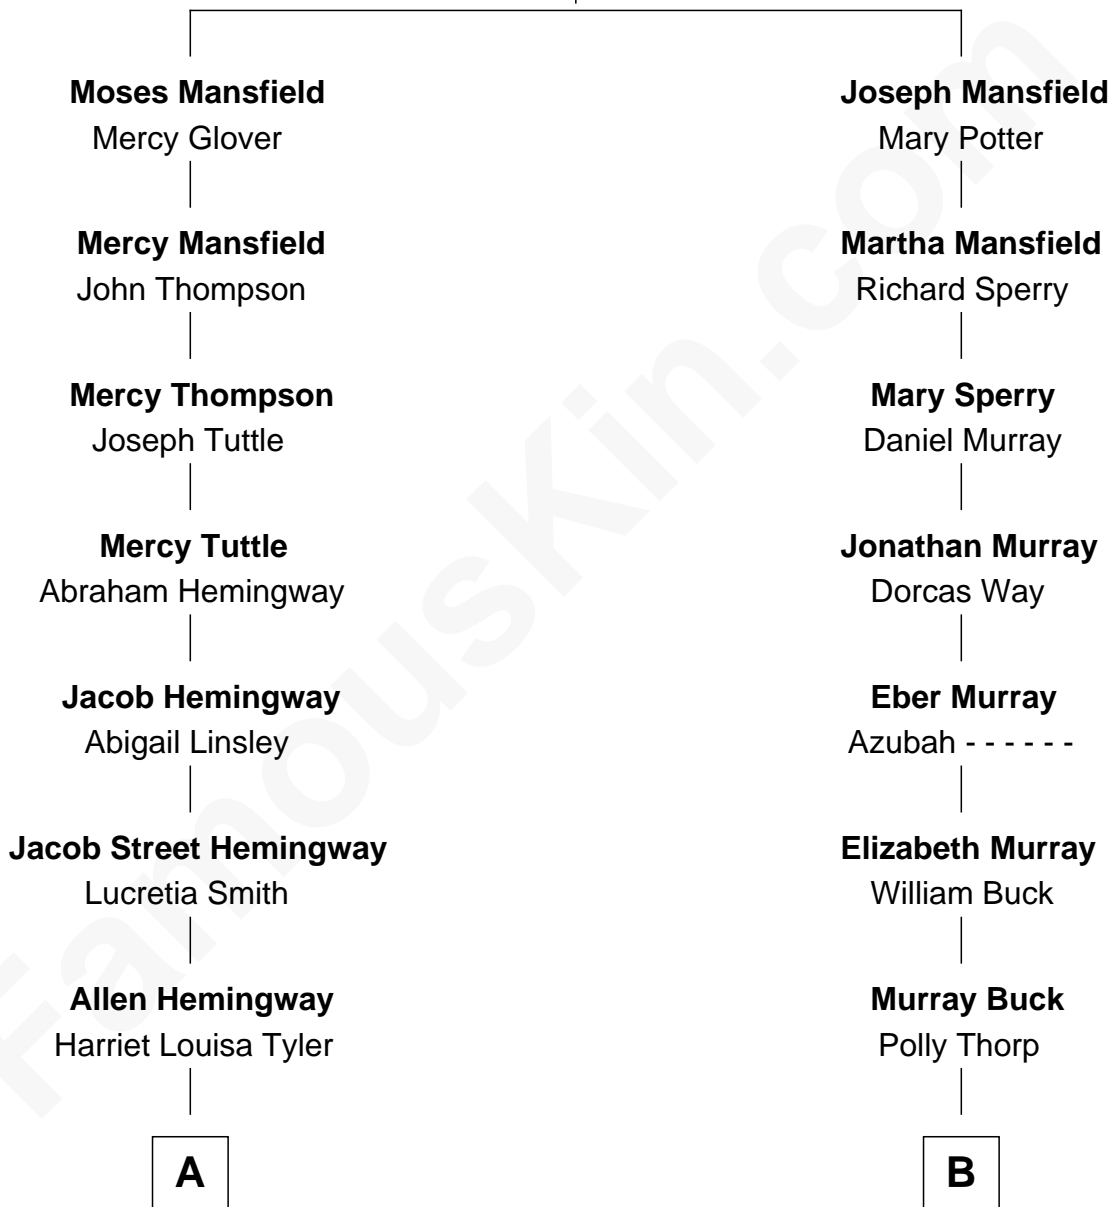 Moses Mansfield
Mercy Glover
Mercy Mansfield
John Thompson
Mercy Thompson
Joseph Tuttle
Mercy Tuttle
Abraham Hemingway
Jacob Hemingway
Abigail Linsley
Jacob Street Hemingway
Lucretia Smith
Allen Hemingway
Harriet Louisa Tyler
A
Joseph Mansfield
Mary Potter
Martha Mansfield
Richard Sperry
Mary Sperry
Daniel Murray
Jonathan Murray
Dorcas Way
Eber Murray
Azubah - - - - - -
Elizabeth Murray
William Buck
Murray Buck
Polly Thorp
B
FamousKin.com